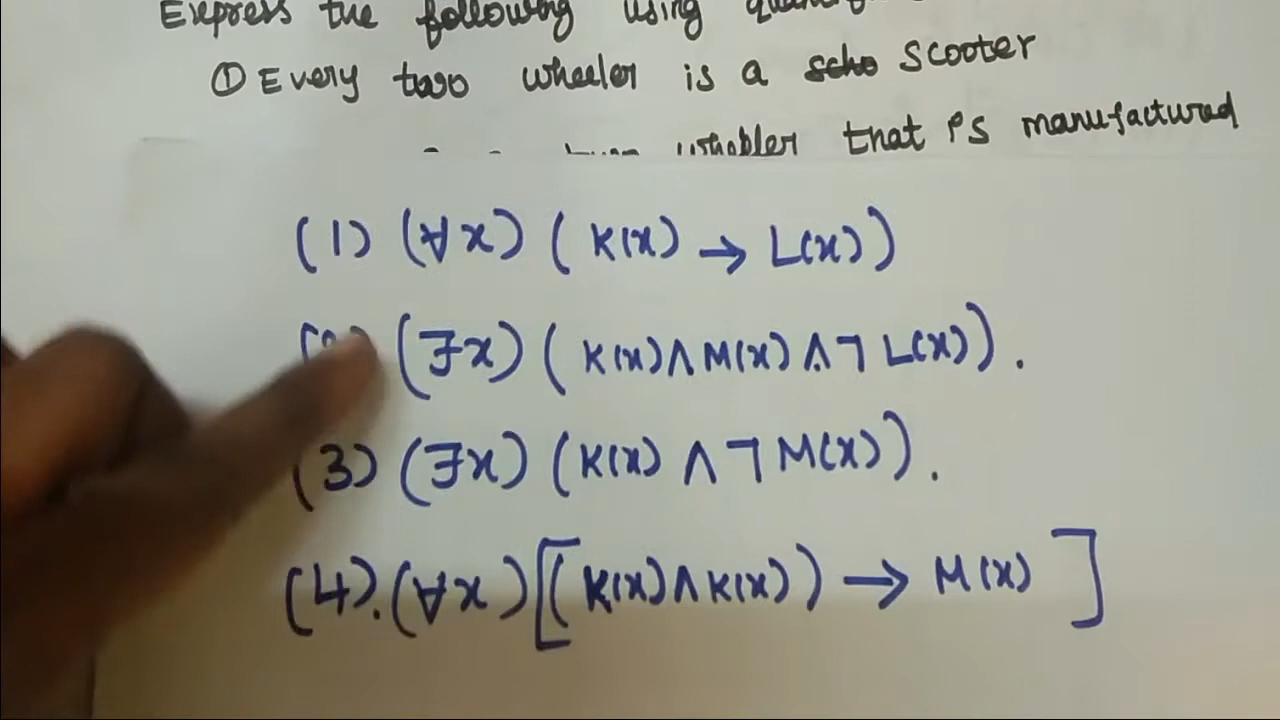 Express the following using
① Every two wheeler is a scho scooter
that is manufactured
(1) (∀x) (K(x) → L(x))
(∃x) (K(x) ∧ M(x) ∧ ¬ L(x)).
(3) (∃x) (K(x) ∧ ¬ M(x)).
(4). (∀x) [(K(x) ∧ K(x)) → M(x)]